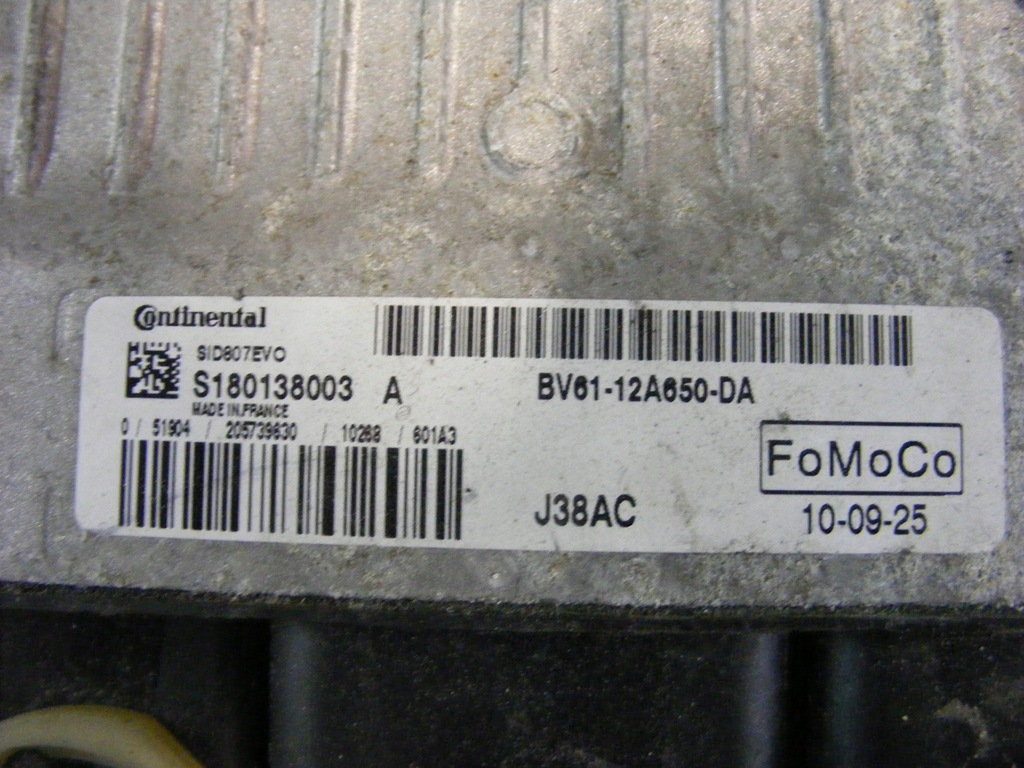 Continental
SID807EVO
S180138003 A
MADE IN FRANCE
0 / 51904 / 205739630 / 10268 / 601A3
BV61-12A650-DA
FoMoCo
J38AC
10-09-25